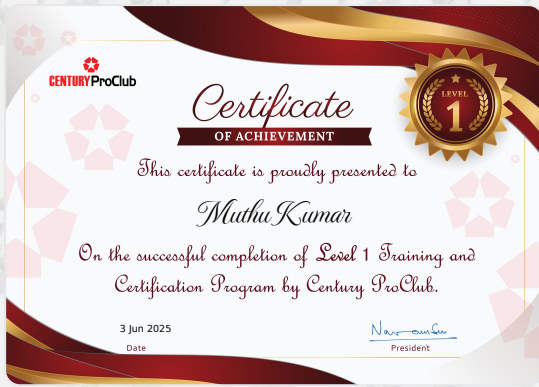 CENTURY ProClub
Certificate
OF ACHIEVEMENT
LEVEL
1
This certificate is proudly presented to
Muthu Kumar
On the successful completion of Level 1 Training and
Certification Program by Century ProClub.
3 Jun 2025
Date
President